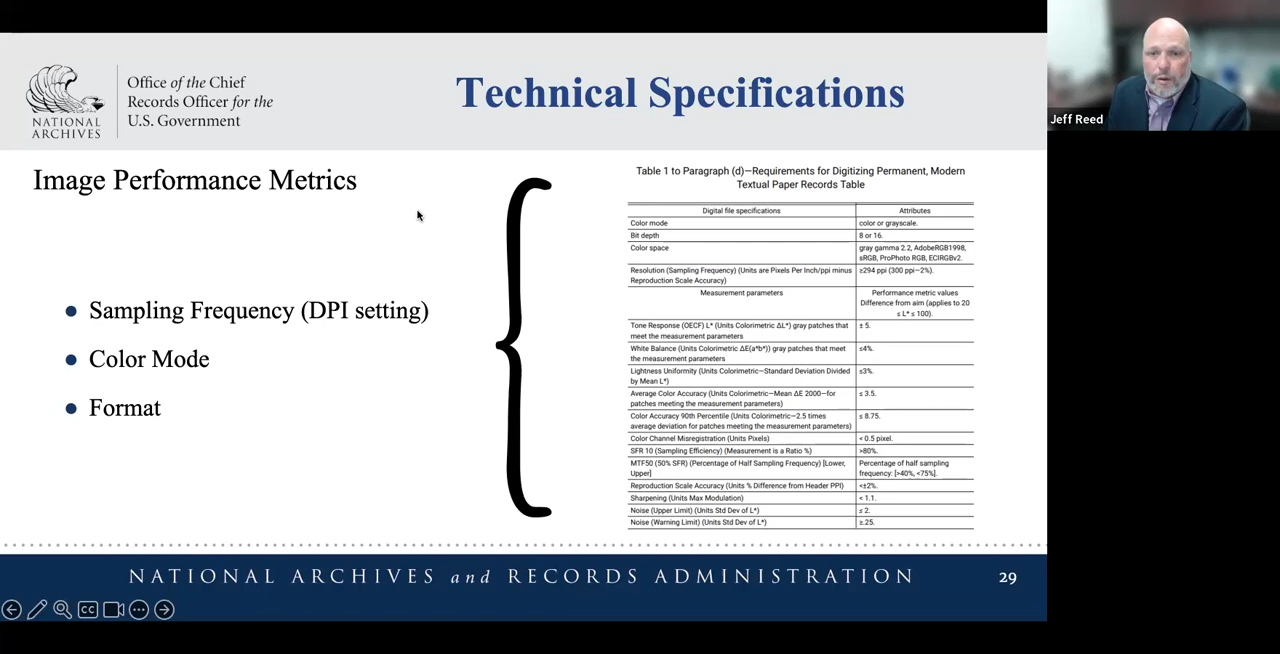 Office of the Chief
Records Officer for the
U.S. Government
NATIONAL
ARCHIVES
Technical Specifications
Jeff Reed
Image Performance Metrics
Sampling Frequency (DPI setting)
Color Mode
Format
Table 1 to Paragraph (d)—Requirements for Digitizing Permanent, Modern
Textual Paper Records Table
Digital file specifications Attributes
Color mode color or grayscale.
Bit depth 8 or 16.
Color space gray gamma 2.2, AdobeRGB1998,
sRGB, ProPhoto RGB, ECIRGBv2.
Resolution (Sampling Frequency) (Units are Pixels Per Inch/ppi minus ≥294 ppi (300 ppi—2%).
Reproduction Scale Accuracy)
Measurement parameters Performance metric values
Difference from aim (applies to 20
≤ L* ≤ 100).
Tone Response (OECF) L* (Units Colorimetric ΔL*) gray patches that ± 5.
meet the measurement parameters
White Balance (Units Colorimetric ΔE(a*b*)) gray patches that meet ≤4%.
the measurement parameters
Lightness Uniformity (Units Colorimetric—Standard Deviation Divided ≤3%.
by Mean L*)
Average Color Accuracy (Units Colorimetric—Mean ΔE 2000—for ≤ 3.5.
patches meeting the measurement parameters)
Color Accuracy 90th Percentile (Units Colorimetric—2.5 times ≤ 8.75.
average deviation for patches meeting the measurement parameters)
Color Channel Misregistration (Units Pixels) < 0.5 pixel.
SFR 10 (Sampling Efficiency) (Measurement is a Ratio %) >80%.
MTF50 (50% SFR) (Percentage of Half Sampling Frequency) [Lower, Percentage of half sampling
Upper] frequency: [>40%, <75%].
Reproduction Scale Accuracy (Units % Difference from Header PPI) <±2%.
Sharpening (Units Max Modulation) < 1.1.
Noise (Upper Limit) (Units Std Dev of L*) ≤ 2.
Noise (Warning Limit) (Units Std Dev of L*) ≥.25.
NATIONAL ARCHIVES and RECORDS ADMINISTRATION
29
CC